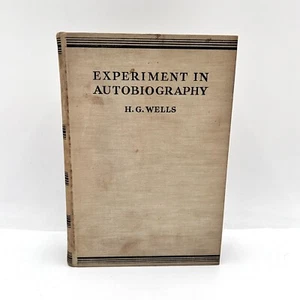 EXPERIMENT IN
AUTOBIOGRAPHY
H. G. WELLS